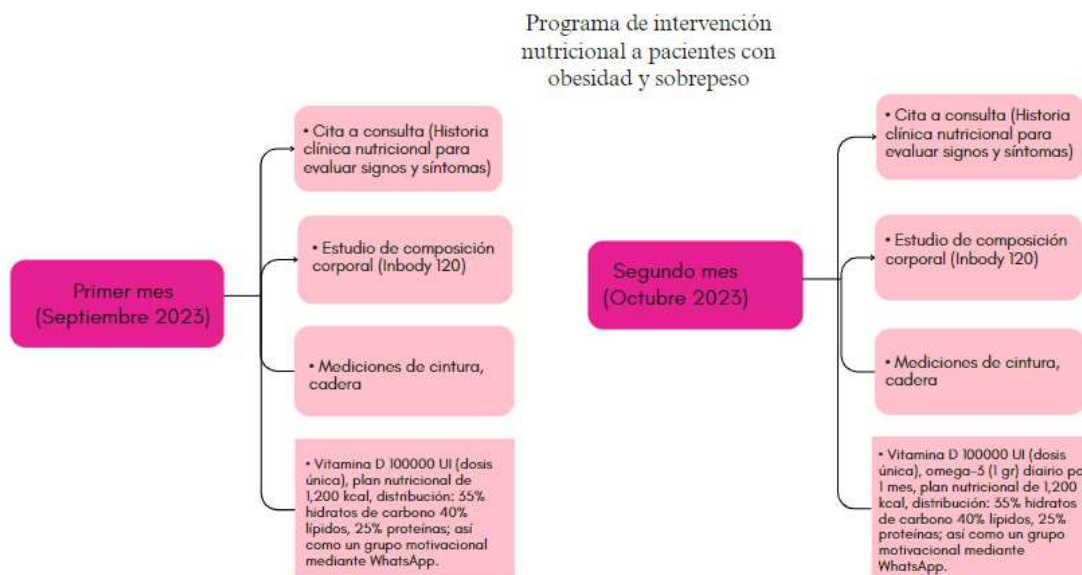 Programa de intervención
nutricional a pacientes con
obesidad y sobrepeso
Primer mes
(Septiembre 2023)
• Cita a consulta (Historia
clínica nutricional para
evaluar signos y síntomas)
• Estudio de composición
corporal (Inbody 120)
• Mediciones de cintura,
cadera
• Vitamina D 100000 UI (dosis
única), plan nutricional de
1,200 kcal, distribución: 35%
hidratos de carbono 40%
lípidos, 25% proteínas; así
como un grupo motivacional
mediante WhatsApp.
Segundo mes
(Octubre 2023)
• Cita a consulta (Historia
clínica nutricional para
evaluar signos y síntomas)
• Estudio de composición
corporal (Inbody 120)
• Mediciones de cintura,
cadera
• Vitamina D 100000 UI (dosis
única), omega-3 (1 gr) diairio po
1 mes, plan nutricional de 1,200
kcal, distribución: 35% hidratos
de carbono 40% lípidos, 25%
proteínas; así como un grupo
motivacional mediante
WhatsApp.